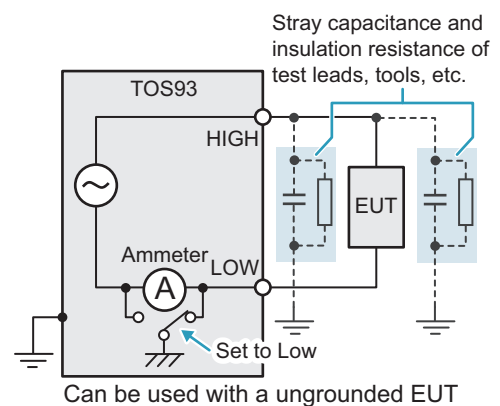 Stray capacitance and
insulation resistance of
test leads, tools, etc.
TOS93
HIGH
EUT
Ammeter
LOW
A
Set to Low
Can be used with a ungrounded EUT